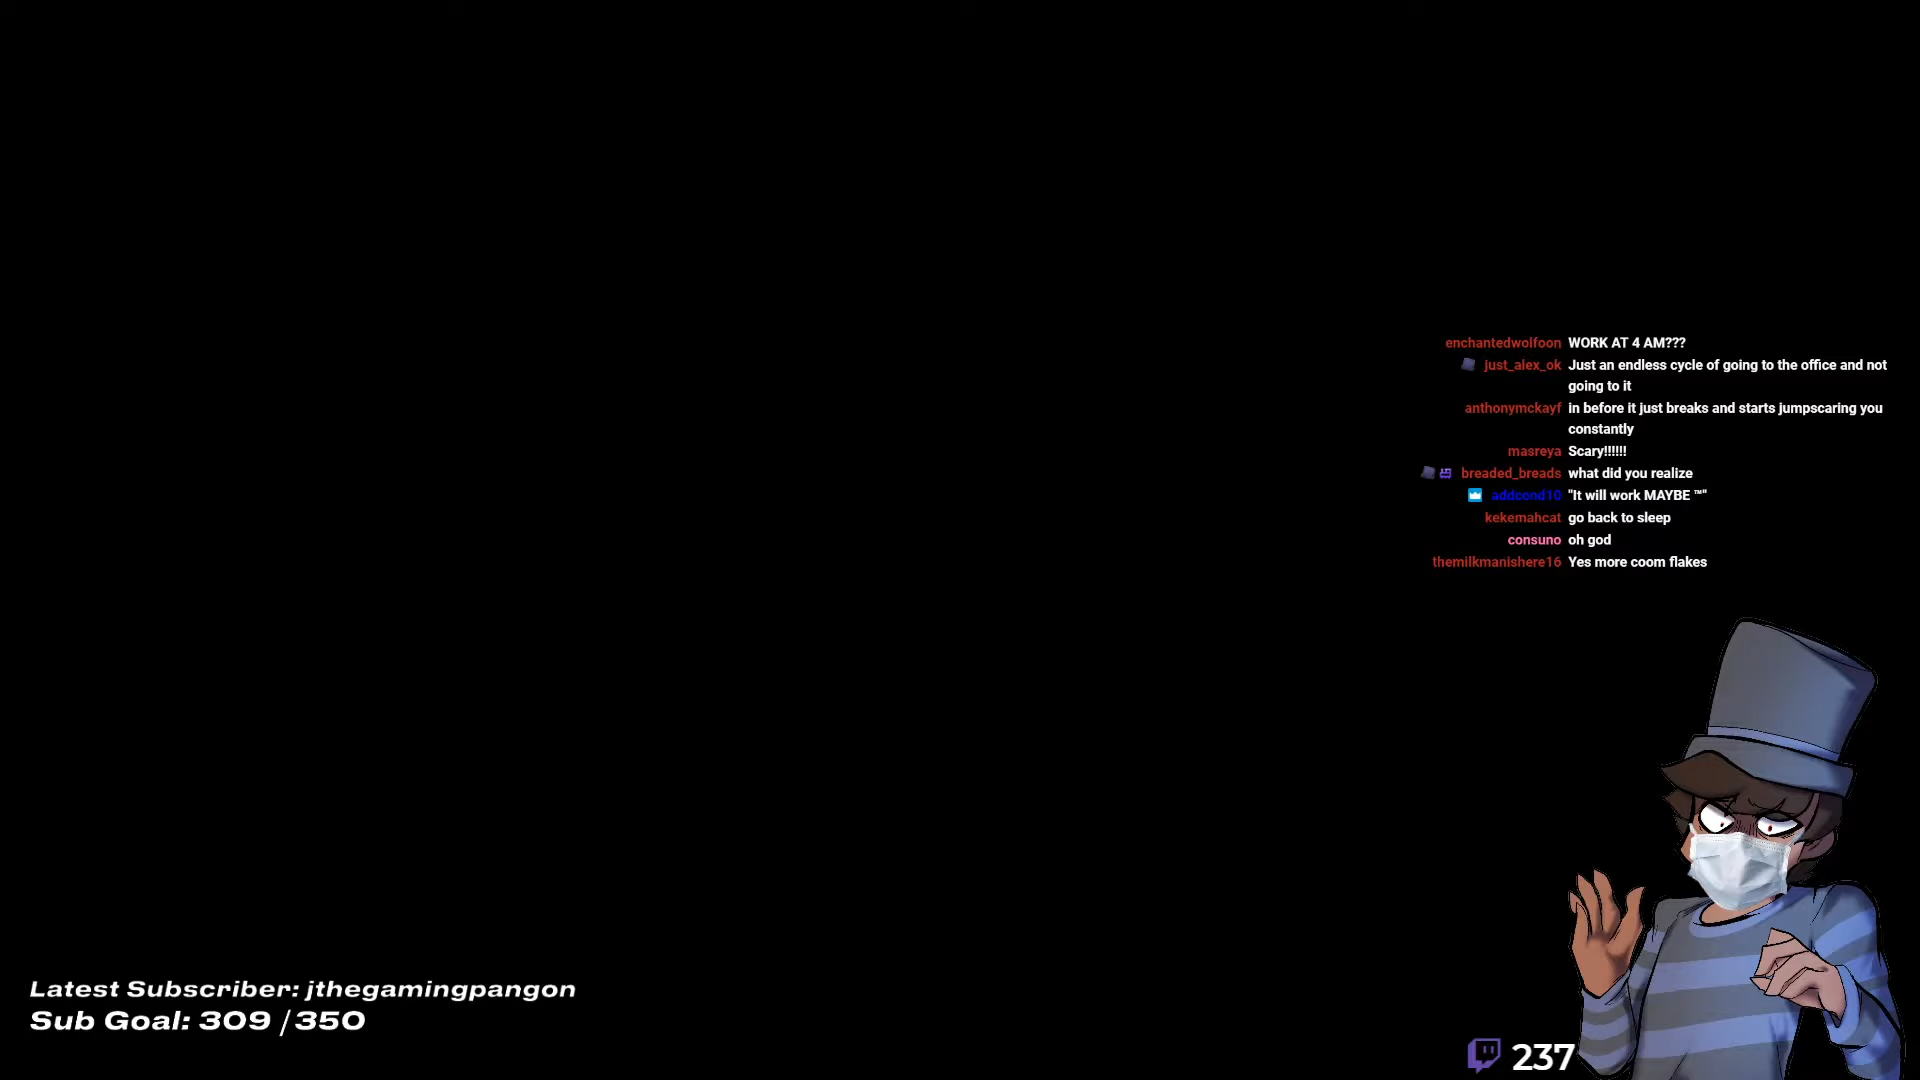 enchantedwolfoon WORK AT 4 AM???
just_alex_ok Just an endless cycle of going to the office and not
going to it
anthonymckayf in before it just breaks and starts jumpscaring you
constantly
masreya Scary!!!!!!
breaded_breads what did you realize
addcond10 "It will work MAYBE ™"
kekemahcat go back to sleep
consuno oh god
themilkmanishere16 Yes more coom flakes
Latest Subscriber: jthegamingpangon
Sub Goal: 309 /350
237